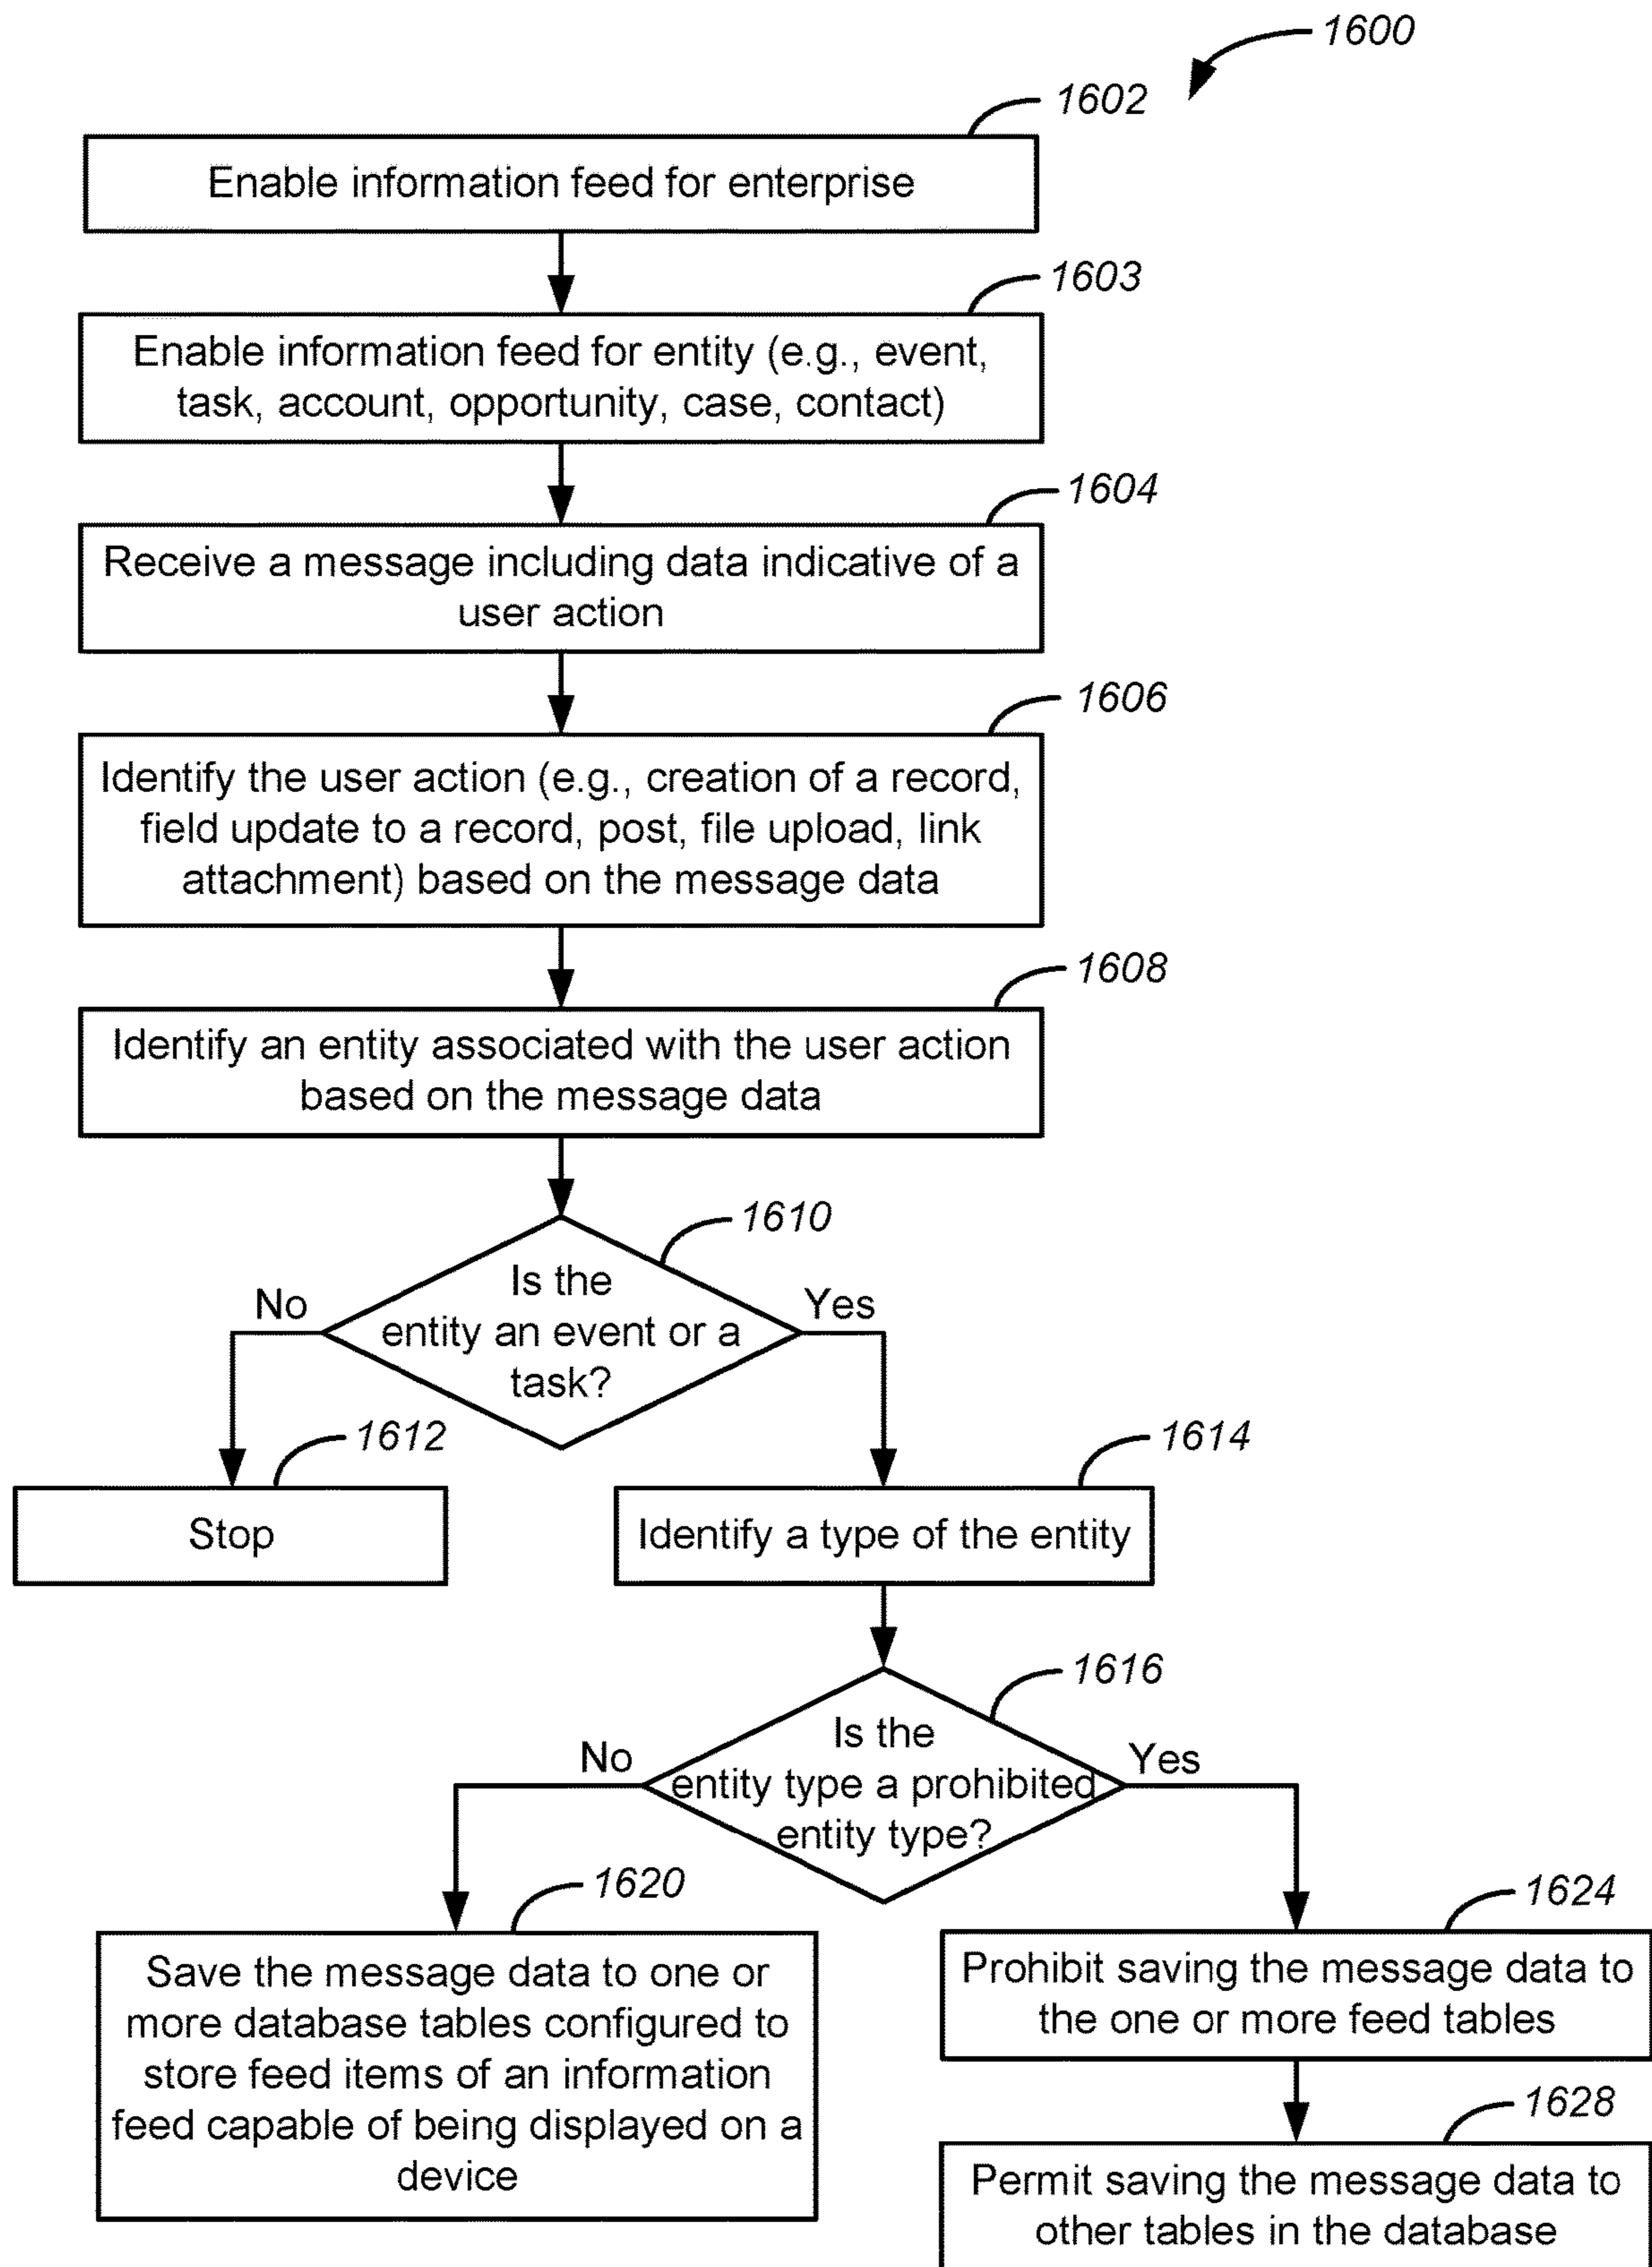 1600
1602
Enable information feed for enterprise
1603
Enable information feed for entity (e.g., event,
task, account, opportunity, case, contact)
1604
Receive a message including data indicative of a
user action
1606
Identify the user action (e.g., creation of a record,
field update to a record, post, file upload, link
attachment) based on the message data
1608
Identify an entity associated with the user action
based on the message data
1610
Is the
entity an event or a
task?
No
Yes
1612
Stop
1614
Identify a type of the entity
1616
Is the
entity type a prohibited
entity type?
No
Yes
1620
Save the message data to one or
more database tables configured to
store feed items of an information
feed capable of being displayed on a
device
1624
Prohibit saving the message data to
the one or more feed tables
1628
Permit saving the message data to
other tables in the database